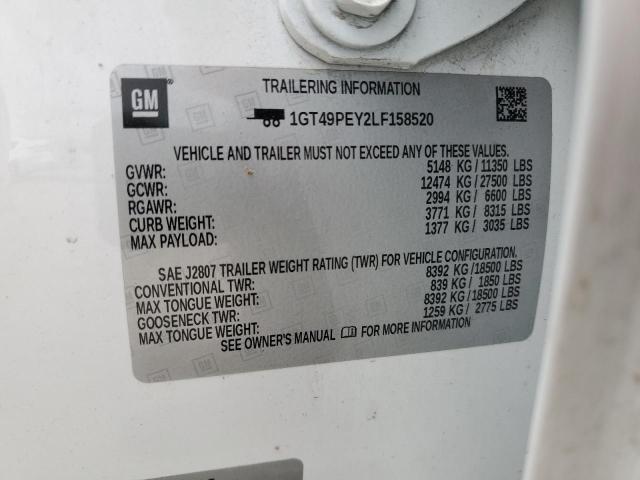 GM
TRAILERING INFORMATION
1GT49PEY2LF158520
VEHICLE AND TRAILER MUST NOT EXCEED ANY OF THESE VALUES.
GVWR: 5148 KG / 11350 LBS
GCWR: 12474 KG / 27500 LBS
RGAWR: 2994 KG / 6600 LBS
CURB WEIGHT: 3771 KG / 8315 LBS
MAX PAYLOAD: 1377 KG / 3035 LBS
SAE J2807 TRAILER WEIGHT RATING (TWR) FOR VEHICLE CONFIGURATION.
CONVENTIONAL TWR: 8392 KG /18500 LBS
MAX TONGUE WEIGHT: 839 KG / 1850 LBS
GOOSENECK TWR: 8392 KG /18500 LBS
MAX TONGUE WEIGHT: 1259 KG / 2775 LBS
SEE OWNER'S MANUAL FOR MORE INFORMATION